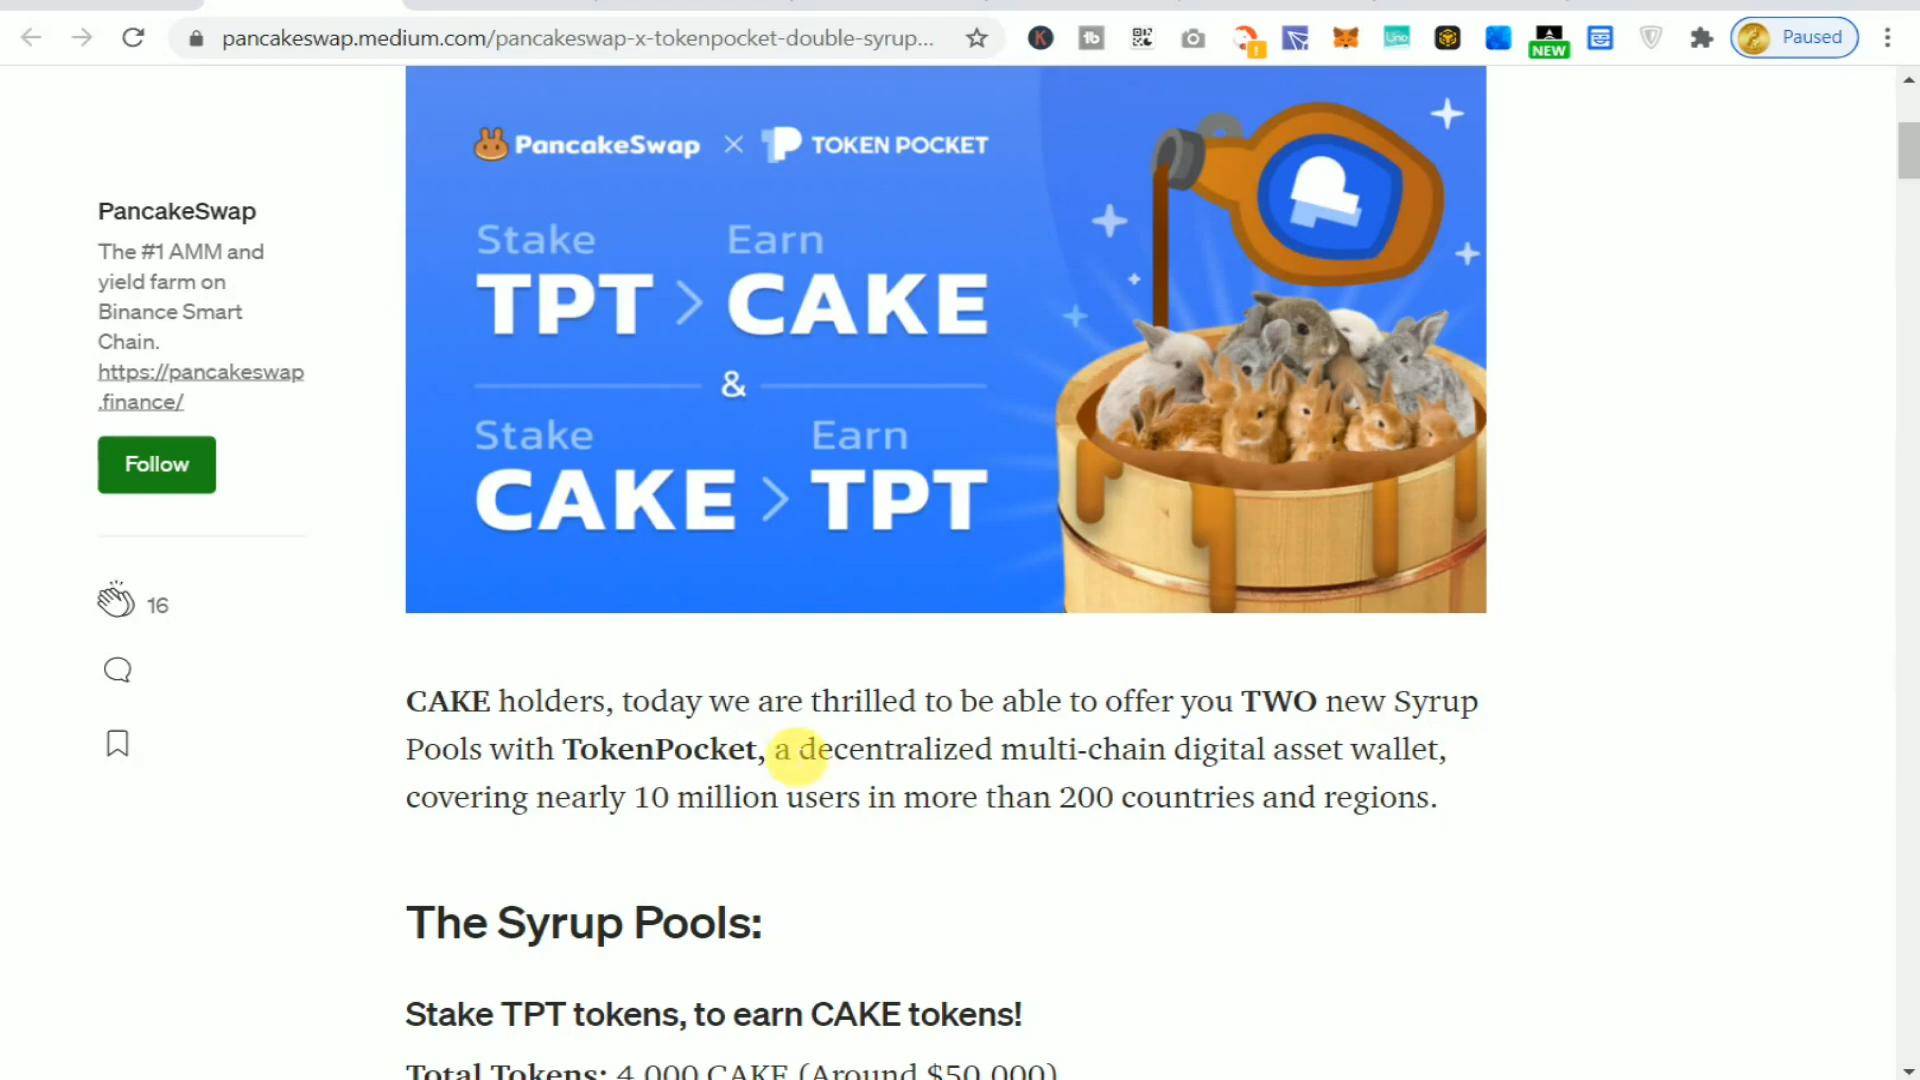 pancakeswap.medium.com/pancakeswap-x-tokenpocket-double-syrup...
NEW
Paused
PancakeSwap
The #1 AMM and
yield farm on
Binance Smart
Chain.
https://pancakeswap
.finance/
Follow
16
PancakeSwap × TOKEN POCKET
Stake Earn
TPT > CAKE
&
Stake Earn
CAKE > TPT
CAKE holders, today we are thrilled to be able to offer you TWO new Syrup
Pools with TokenPocket, a decentralized multi-chain digital asset wallet,
covering nearly 10 million users in more than 200 countries and regions.
The Syrup Pools:
Stake TPT tokens, to earn CAKE tokens!
Total Tokens: 4,000 CAKE (Around $50,000)